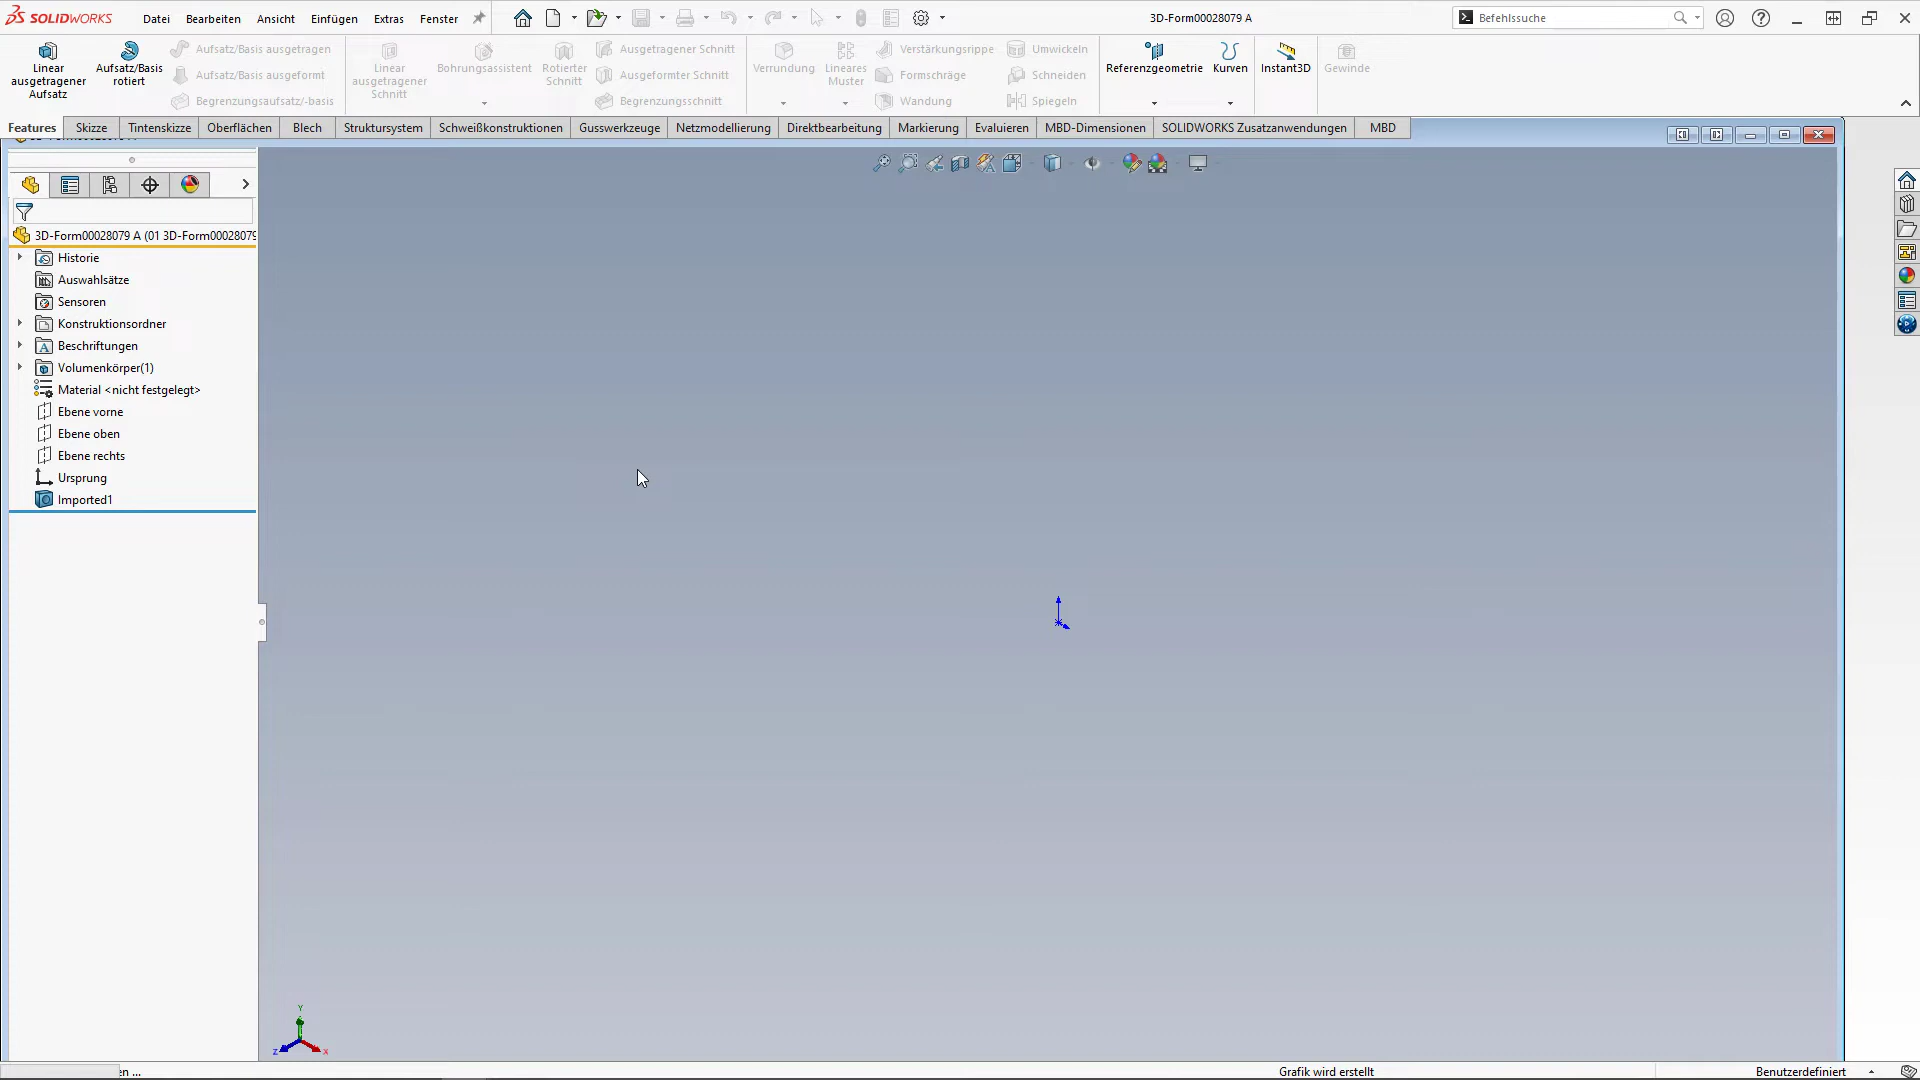 SOLIDWORKS Datei Bearbeiten Ansicht Einfügen Extras Fenster 3D-Form00028079 A Befehlssuche
Linear ausgetragener Aufsatz
Aufsatz/Basis rotiert
Aufsatz/Basis ausgetragen
Aufsatz/Basis ausgeformt
Begrenzungsaufsatz/-basis
Linear ausgetragener Schnitt
Bohrungsassistent
Rotierter Schnitt
Ausgetragener Schnitt
Ausgeformter Schnitt
Begrenzungsschnitt
Verrundung
Lineares Muster
Verstärkungsrippe
Formschräge
Wandung
Umwickeln
Schneiden
Spiegeln
Referenzgeometrie
Kurven
Instant3D
Gewinde
Features Skizze Tintenskizze Oberflächen Blech Struktursystem Schweißkonstruktionen Gusswerkzeuge Netzmodellierung Direktbearbeitung Markierung Evaluieren MBD-Dimensionen SOLIDWORKS Zusatzanwendungen MBD
3D-Form00028079 A (01 3D-Form00028079
Historie
Auswahlsätze
Sensoren
Konstruktionsordner
Beschriftungen
Volumenkörper(1)
Material <nicht festgelegt>
Ebene vorne
Ebene oben
Ebene rechts
Ursprung
Imported1
Y
Z X
en ... Grafik wird erstellt Benutzerdefiniert